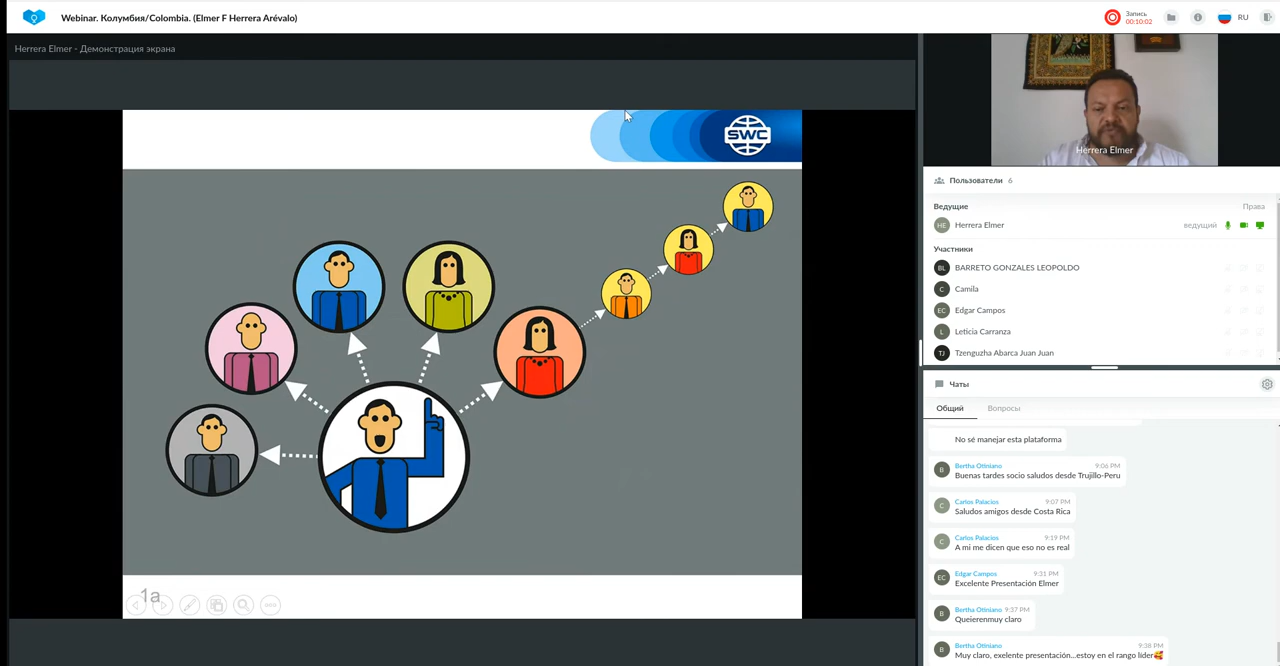 Webinar. Колумбия/Colombia. (Elmer F Herrera Arévalo)
Запись
00:10:02
RU
Herrera Elmer - Демонстрация экрана
SWC
1a
Herrera Elmer
Пользователи 6
Ведущие Права
HE Herrera Elmer ведущий
Участники
BL BARRETO GONZALES LEOPOLDO
C Camila
EC Edgar Campos
L Leticia Carranza
TJ Tzenguzha Abarca Juan Juan
Чаты
Общий Вопросы
No sé manejar esta plataforma
B Bertha Otiniano 9:06 PM
Buenas tardes socio saludos desde Trujillo-Peru
C Carlos Palacios 9:07 PM
Saludos amigos desde Costa Rica
C Carlos Palacios 9:19 PM
A mi me dicen que eso no es real
EC Edgar Campos 9:31 PM
Excelente Presentación Elmer
B Bertha Otiniano 9:37 PM
Queierenmuy claro
B Bertha Otiniano 9:38 PM
Muy claro, exelente presentación...estoy en el rango líder🥰